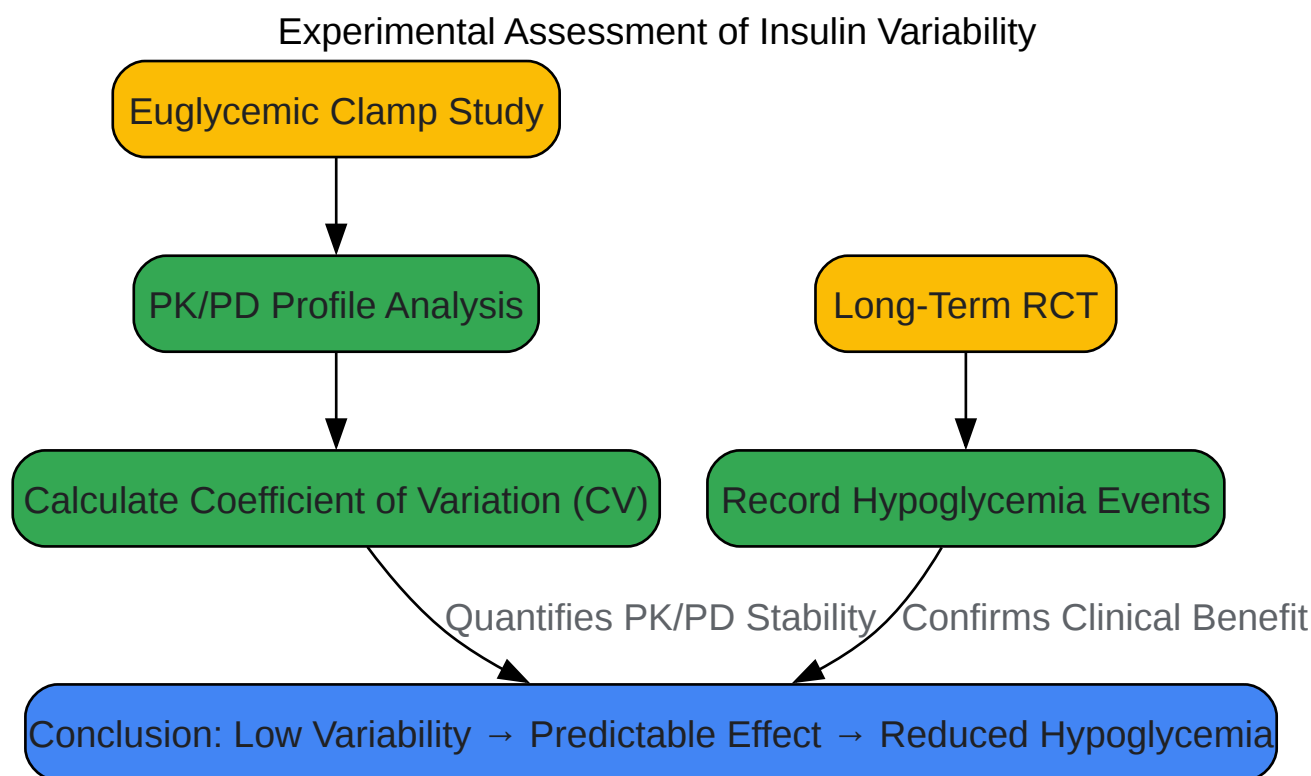 Experimental Assessment of Insulin Variability
Euglycemic Clamp Study
PK/PD Profile Analysis
Long-Term RCT
Calculate Coefficient of Variation (CV)
Record Hypoglycemia Events
Quantifies PK/PD Stability
Confirms Clinical Benefit
Conclusion: Low Variability → Predictable Effect → Reduced Hypoglycemia